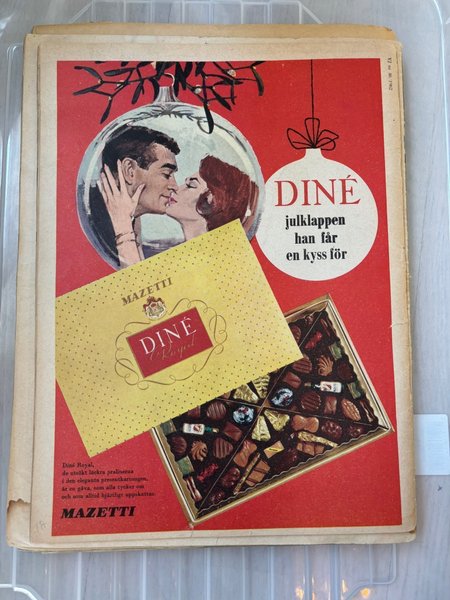 DINÉ
julklappen
han får
en kyss för
MAZETTI
DINÉ
Royal
Diné Royal,
de utsökt läckra pralinerna
i den eleganta presentkartongen,
är en gåva, som alla tycker om
och som alltid hjärtligt uppskattas
MAZETTI